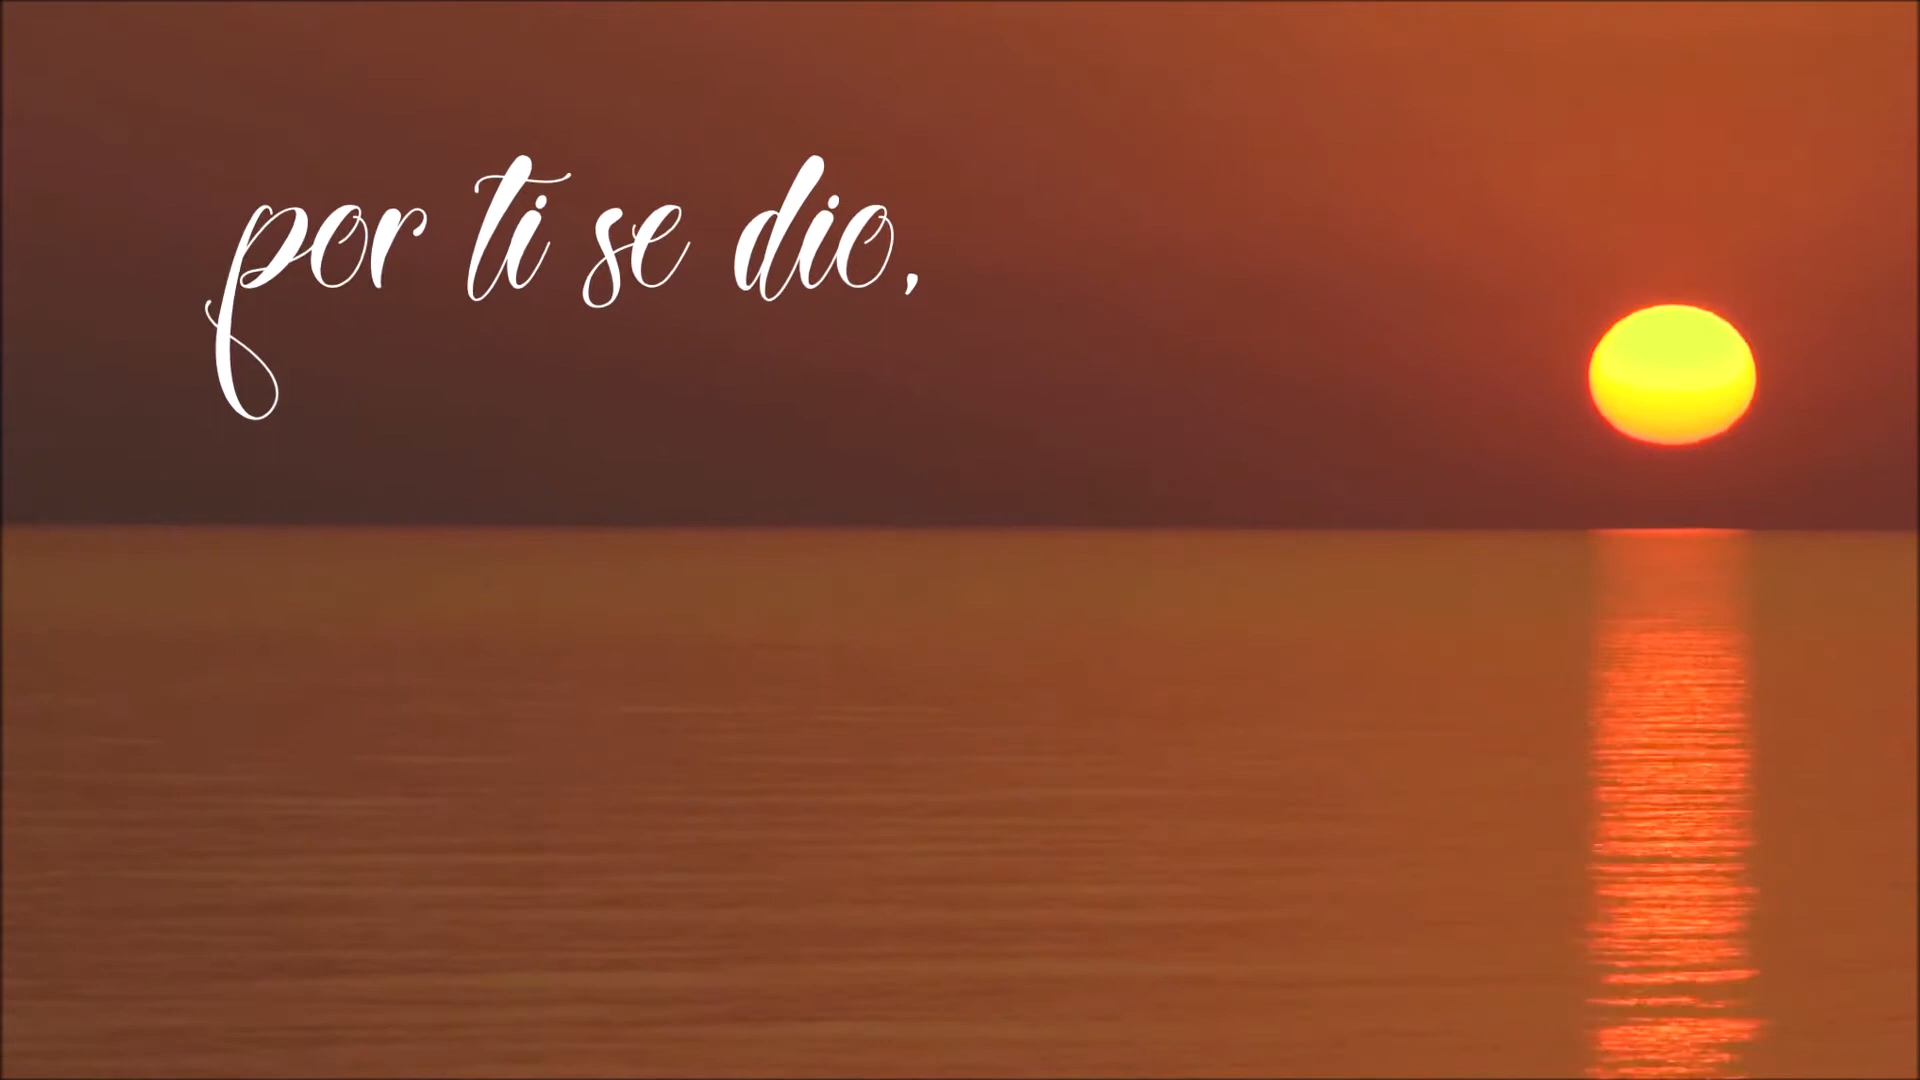 por ti se dio,